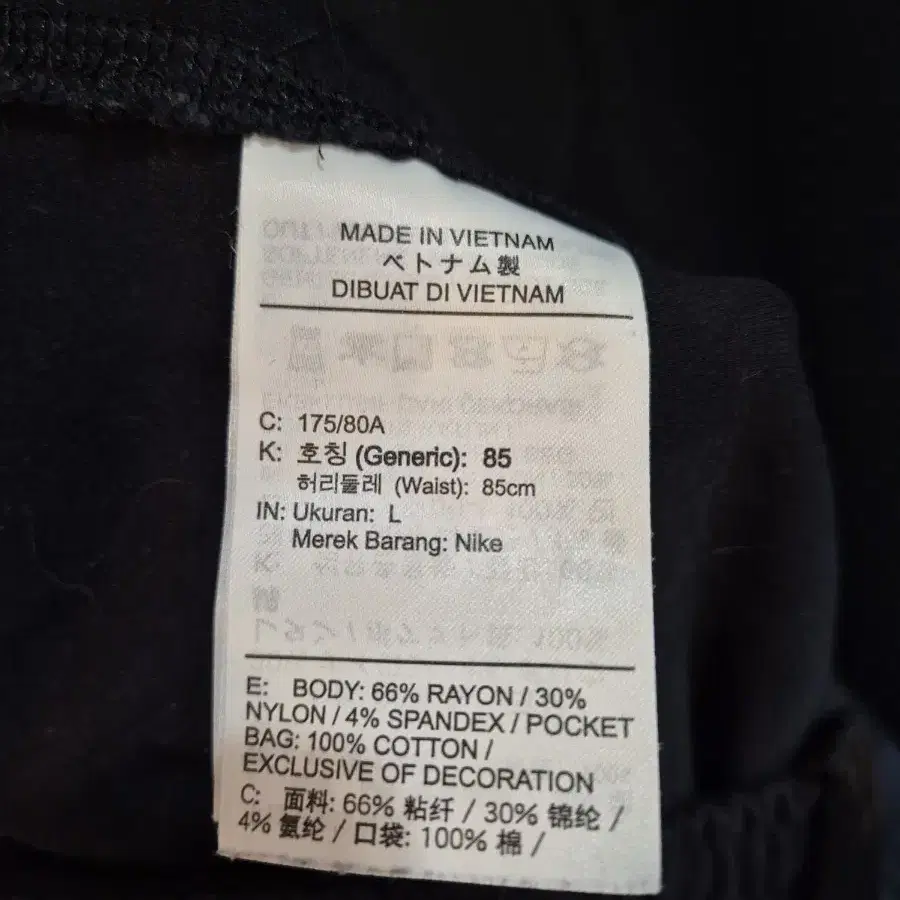 MADE IN VIETNAM
ベトナム製
DIBUAT DI VIETNAM
C: 175/80A
K: 호칭 (Generic): 85
허리둘레 (Waist): 85cm
IN: Ukuran: L
Merek Barang: Nike
E: BODY: 66% RAYON / 30%
NYLON / 4% SPANDEX / POCKET
BAG: 100% COTTON /
EXCLUSIVE OF DECORATION
C: 面料: 66% 粘纤 / 30% 锦纶 /
4% 氨纶 / 口袋: 100% 棉 /